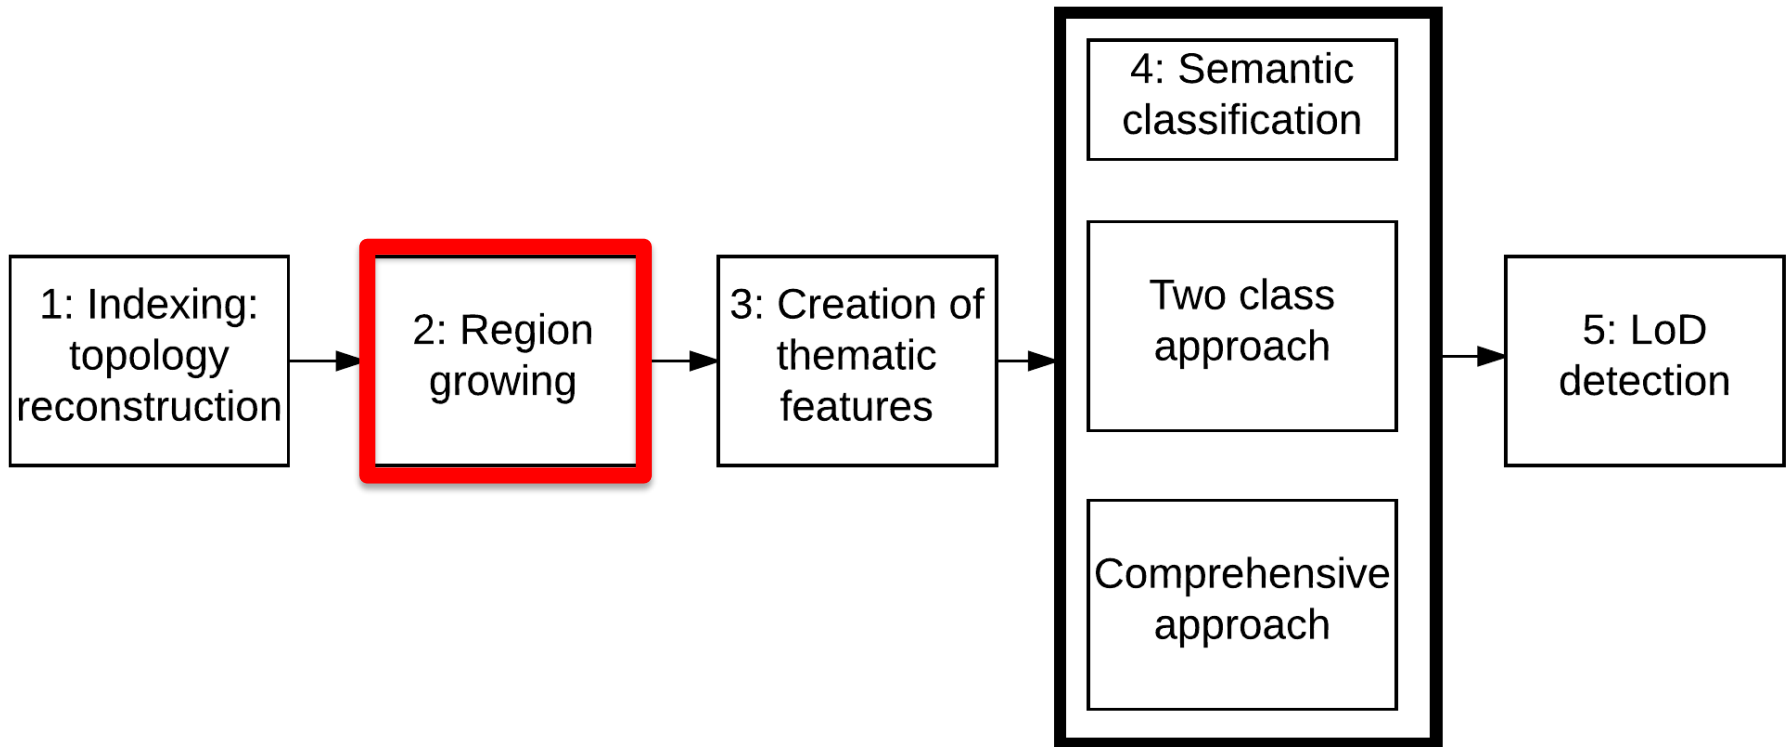 1: Indexing:
topology
reconstruction
2: Region
growing
3: Creation of
thematic
features
4: Semantic
classification
Two class
approach
Comprehensive
approach
5: LoD
detection